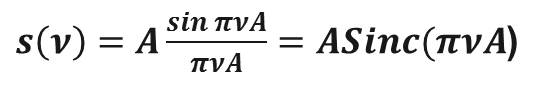 s(ν) = A sin πνA / πνA = ASinc(πνA)